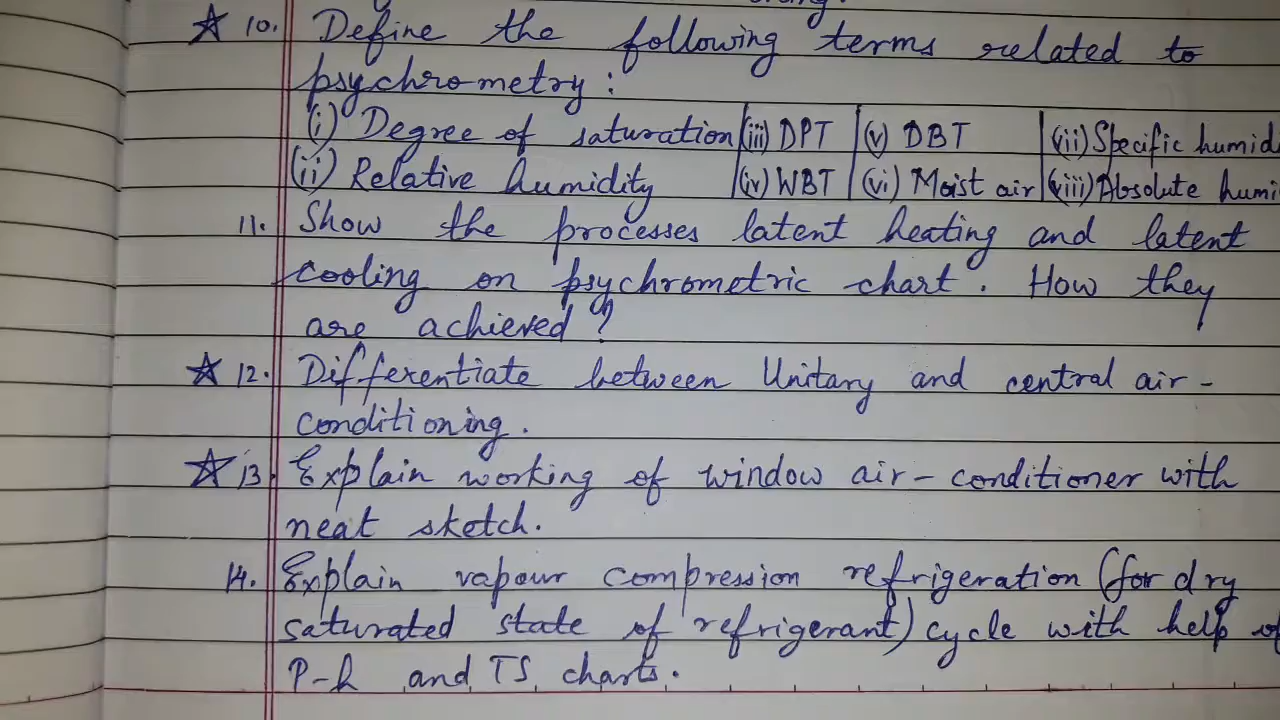 ☆ 10. Define the following terms related to
psychrometry :
(i) Degree of saturation (iii) DPT (v) DBT (vii) Specific humid
(ii) Relative humidity (iv) WBT (vi) Moist air (viii) Absolute humi
11. Show the processes latent heating and latent
cooling on psychrometric chart. How they
are achieved?
☆ 12. Differentiate between Unitary and central air-
conditioning.
☆ 13. Explain working of window air-conditioner with
neat sketch.
14. Explain vapour compression refrigeration (for dry
saturated state of refrigerant) cycle with help of
P-h and TS charts.